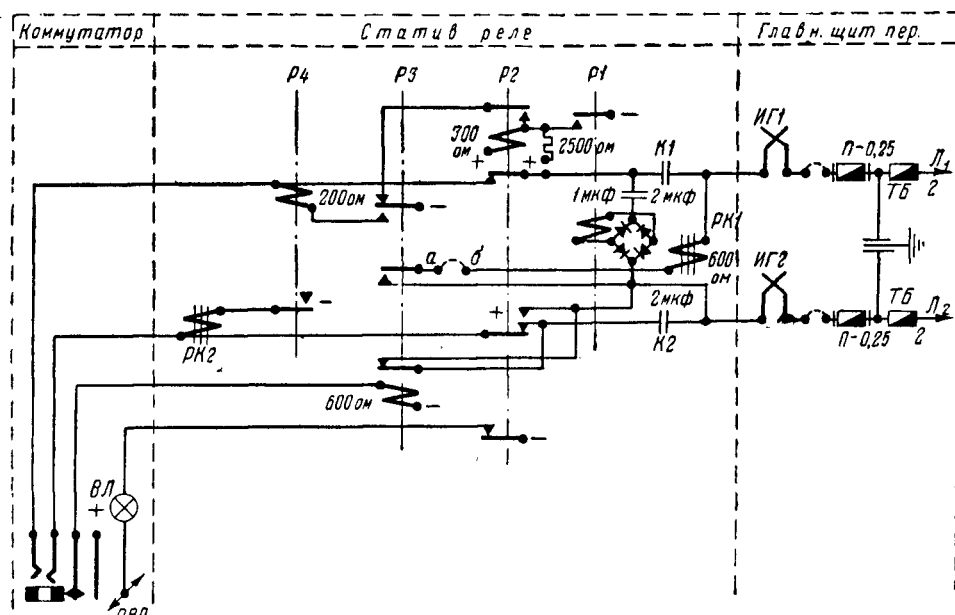 Коммутатор
Статив реле
Главн. щит пер.
Р4
Р3
Р2
Р1
300 ом
+
+
2500 ом
—
К1
ИГ1
П-0,25
Л1
ТБ
2
200 ом
—
1 мкф
2 мкф
РК1
600 ом
а
б
ИГ2
—
+
2 мкф
К2
РК2
ТБ
Л2
П-0,25
2
600 ом
—
—
ВЛ
+